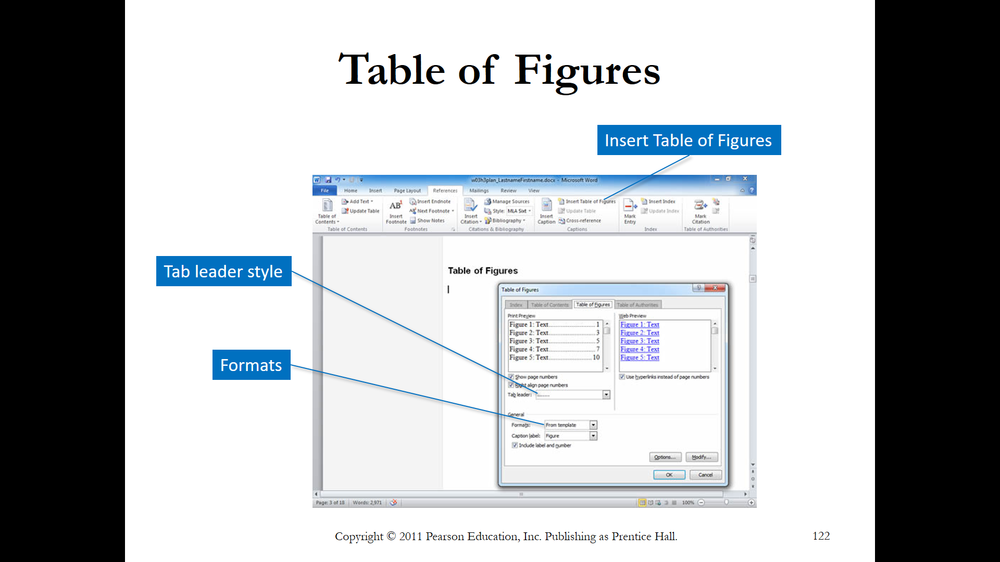 Table of Figures
Insert Table of Figures
w03h3plan_LastnameFirstname.docx - Microsoft Word
File Home Insert Page Layout References Mailings Review View
Table of Contents
Add Text
Update Table
Table of Contents
AB1
Insert Footnote
Insert Endnote
Next Footnote
Show Notes
Footnotes
Insert Citation
Manage Sources
Style: MLA Sixt
Bibliography
Citations & Bibliography
Insert Caption
Insert Table of Figures
Update Table
Cross-reference
Captions
Mark Entry
Insert Index
Update Index
Index
Mark Citation
Table of Authorities
Tab leader style
Formats
Table of Figures
Table of Figures
Index Table of Contents Table of Figures Table of Authorities
Print Preview
Figure 1: Text.............................. 1
Figure 2: Text.............................. 3
Figure 3: Text.............................. 5
Figure 4: Text.............................. 7
Figure 5: Text............................ 10
Web Preview
Figure 1: Text
Figure 2: Text
Figure 3: Text
Figure 4: Text
Figure 5: Text
Show page numbers
Right align page numbers
Tab leader: .......
Use hyperlinks instead of page numbers
General
Formats: From template
Caption label: Figure
Include label and number
Options... Modify...
OK Cancel
Page: 3 of 18 Words: 2,971 100%
Copyright © 2011 Pearson Education, Inc. Publishing as Prentice Hall. 122